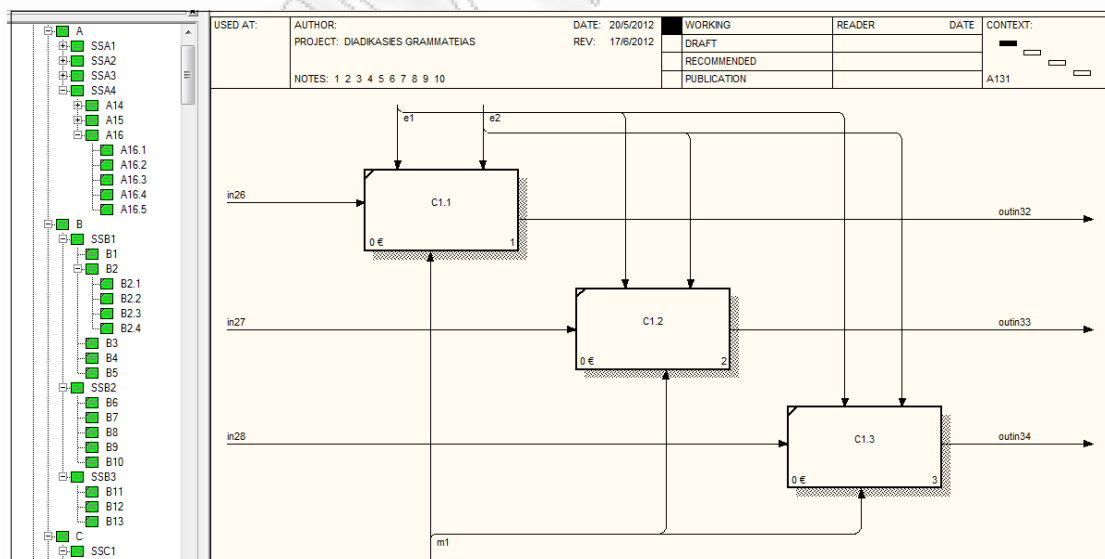 A
SSA1
SSA2
SSA3
SSA4
A14
A15
A16
A16.1
A16.2
A16.3
A16.4
A16.5
B
SSB1
B1
B2
B2.1
B2.2
B2.3
B2.4
B3
B4
B5
SSB2
B6
B7
B8
B9
B10
SSB3
B11
B12
B13
C
SSC1
USED AT:
AUTHOR:
DATE: 20/5/2012
PROJECT: DIADIKASIES GRAMMATEIAS
REV: 17/6/2012
NOTES: 1 2 3 4 5 6 7 8 9 10
WORKING
DRAFT
RECOMMENDED
PUBLICATION
READER
DATE
CONTEXT:
A131
e1
e2
in26
C1.1
0 €
1
outin32
in27
C1.2
0 €
2
outin33
in28
C1.3
0 €
3
outin34
m1